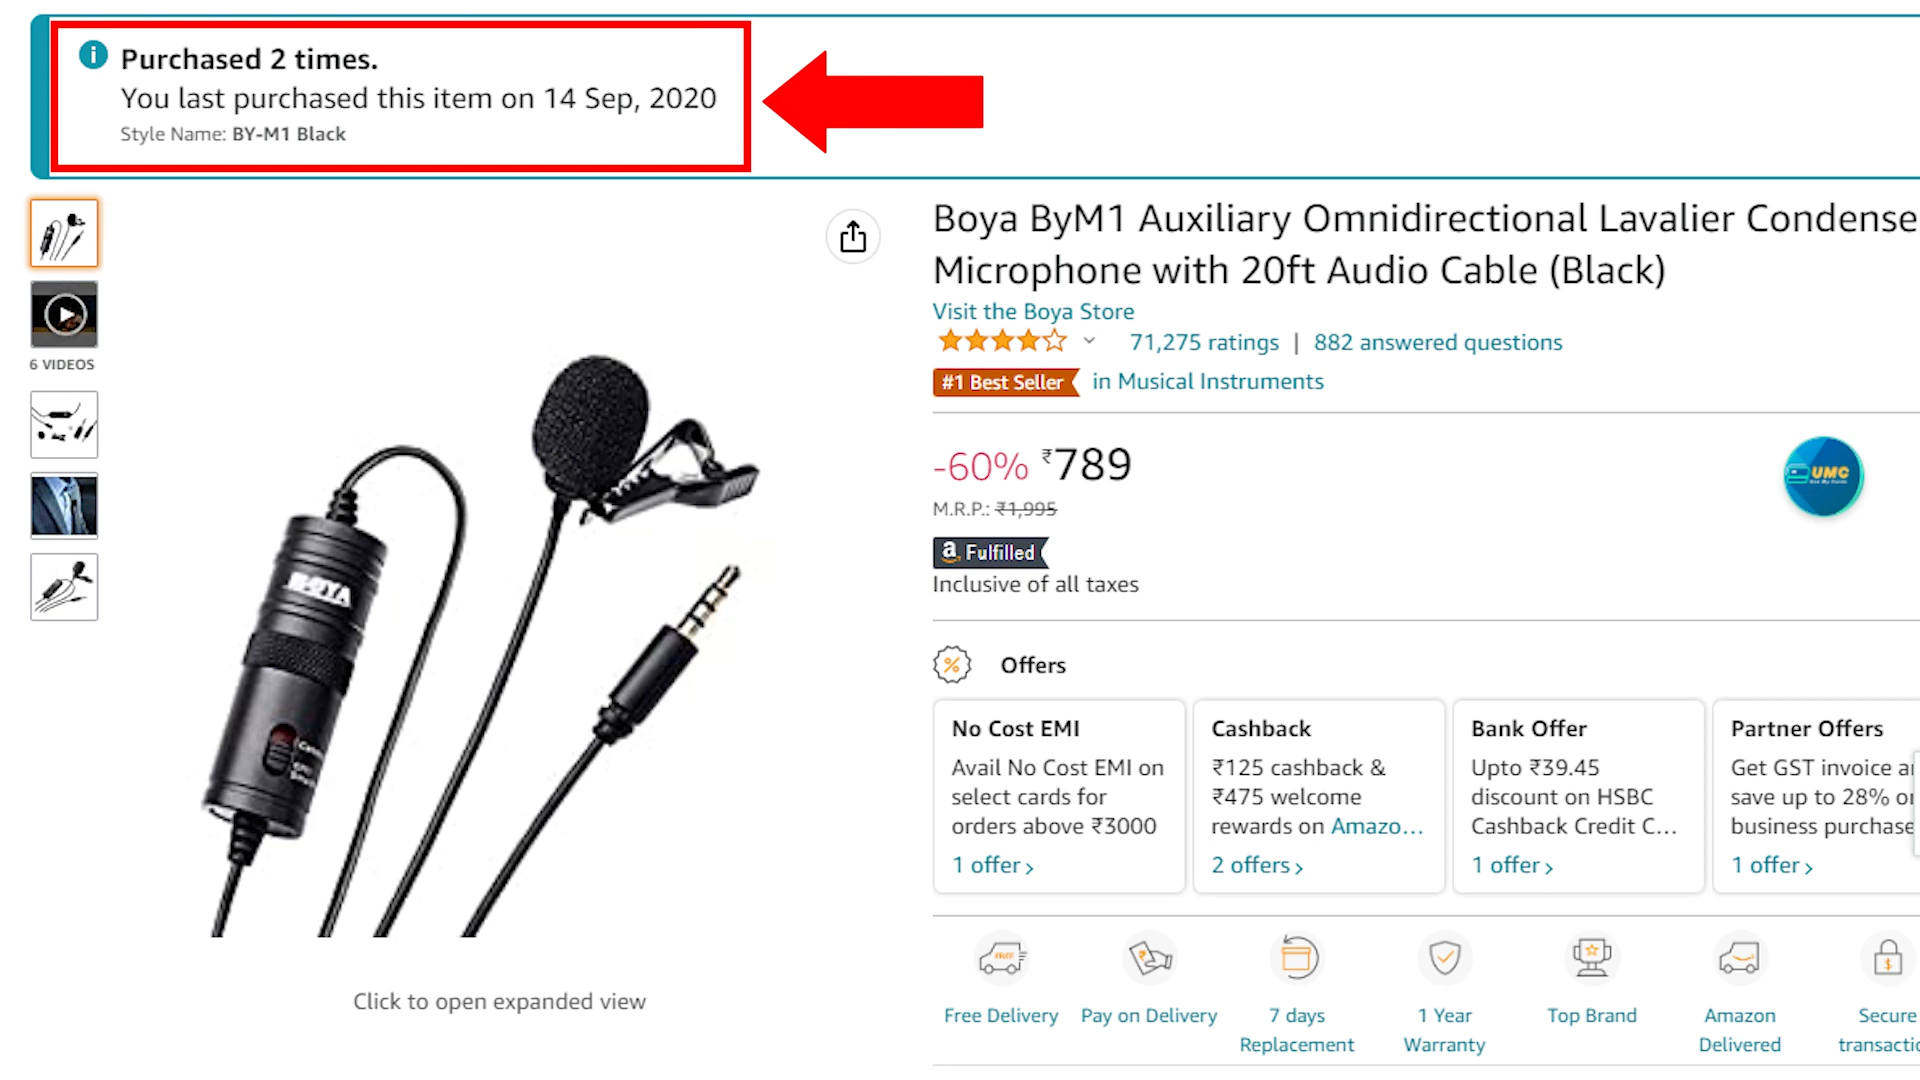 Purchased 2 times.
You last purchased this item on 14 Sep, 2020
Style Name: BY-M1 Black
6 VIDEOS
BOYA
Click to open expanded view
Boya ByM1 Auxiliary Omnidirectional Lavalier Condense
Microphone with 20ft Audio Cable (Black)
Visit the Boya Store
71,275 ratings | 882 answered questions
#1 Best Seller in Musical Instruments
-60% ₹789
M.R.P.: ₹1,995
UMC
a Fulfilled
Inclusive of all taxes
Offers
No Cost EMI
Avail No Cost EMI on
select cards for
orders above ₹3000
1 offer ›
Cashback
₹125 cashback &
₹475 welcome
rewards on Amazo...
2 offers ›
Bank Offer
Upto ₹39.45
discount on HSBC
Cashback Credit C...
1 offer ›
Partner Offers
Get GST invoice
save up to 28%
business purchase
1 offer ›
FREE
Free Delivery
Pay on Delivery
7 days
Replacement
1 Year
Warranty
Top Brand
Amazon
Delivered
Secure
transactio